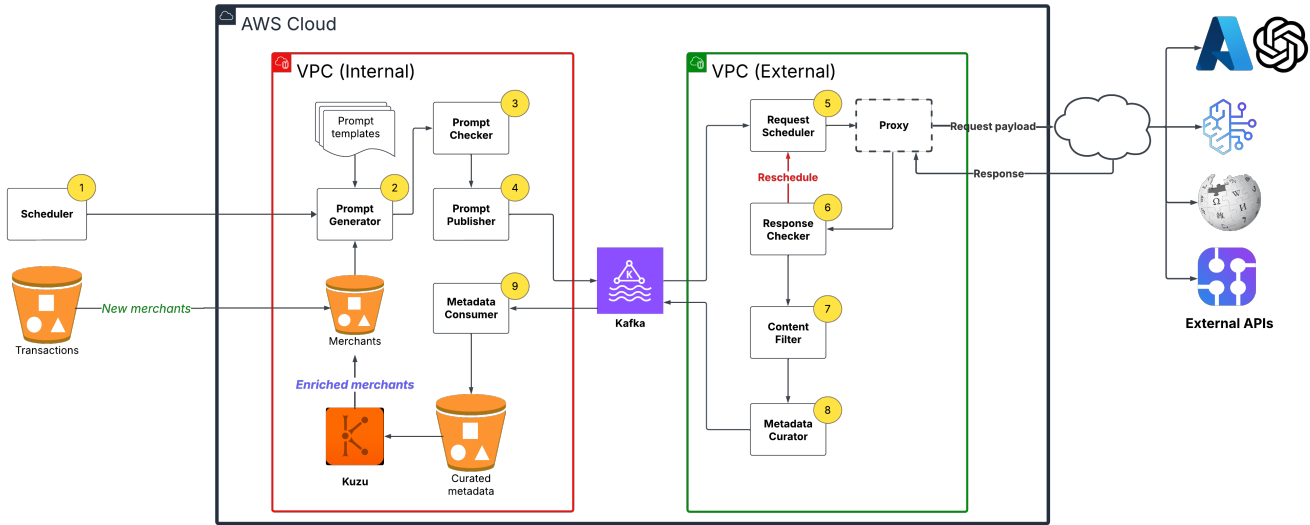 AWS Cloud
VPC (Internal)
VPC (External)
Prompt
templates
3
Prompt
Checker
5
Request
Scheduler
Proxy
Request payload
1
Scheduler
2
Prompt
Generator
4
Prompt
Publisher
Reschedule
Response
6
Response
Checker
Transactions
New merchants
Merchants
9
Metadata
Consumer
K
Kafka
7
Content
Filter
External APIs
Enriched merchants
Kuzu
Curated
metadata
8
Metadata
Curator
Ω
W
И